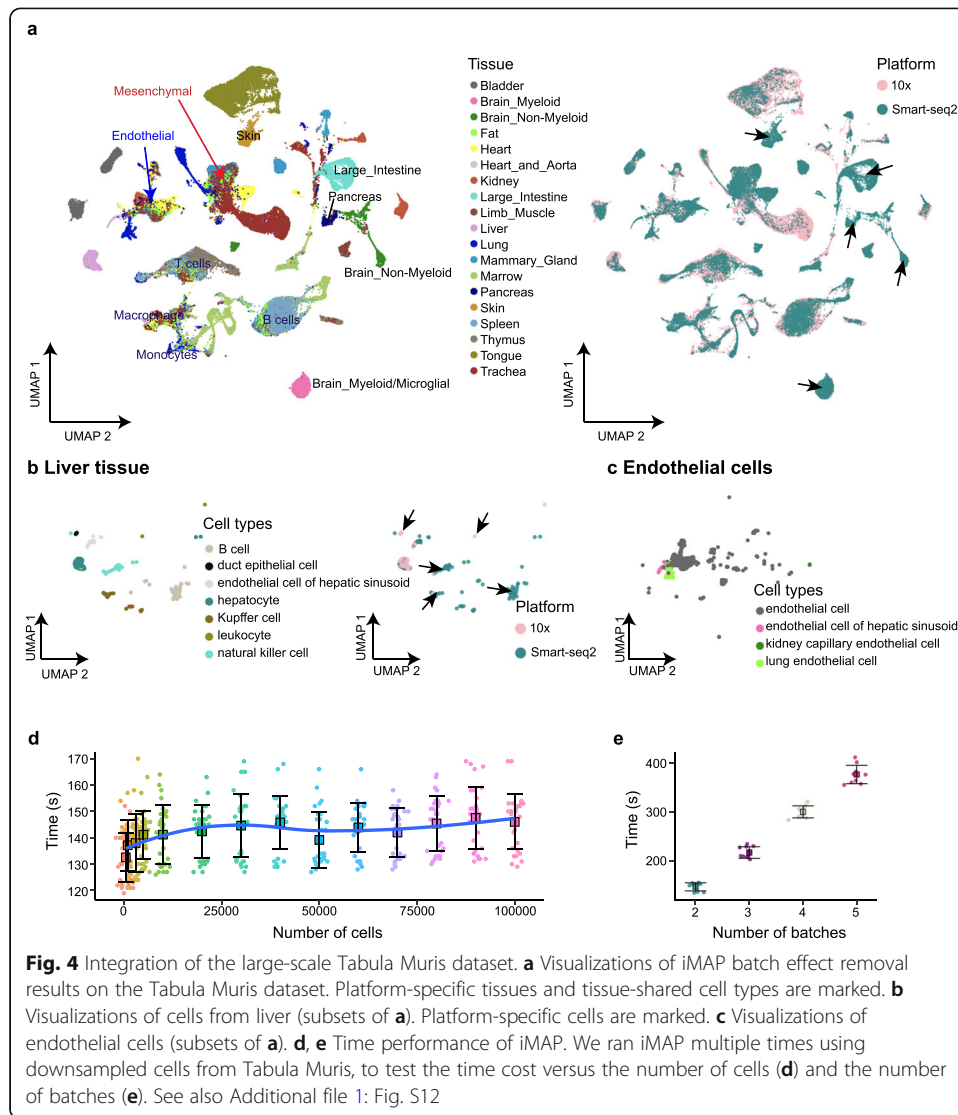 a
Tissue
Bladder
Brain_Myeloid
Brain_Non-Myeloid
Fat
Heart
Heart_and_Aorta
Kidney
Large_Intestine
Limb_Muscle
Liver
Lung
Mammary_Gland
Marrow
Pancreas
Skin
Spleen
Thymus
Tongue
Trachea
Mesenchymal
Endothelial
Skin
Large_Intestine
Pancreas
Brain_Non-Myeloid
T cells
Macrophage
B cells
Monocytes
Brain_Myeloid/Microglial
UMAP 1
UMAP 2
Platform
10x
Smart-seq2
UMAP 1
UMAP 2
b Liver tissue
Cell types
B cell
duct epithelial cell
endothelial cell of hepatic sinusoid
hepatocyte
Kupffer cell
leukocyte
natural killer cell
UMAP 1
UMAP 2
Platform
10x
Smart-seq2
UMAP 1
UMAP 2
c Endothelial cells
Cell types
endothelial cell
endothelial cell of hepatic sinusoid
kidney capillary endothelial cell
lung endothelial cell
UMAP 1
UMAP 2
d
Time (s)
170
160
150
140
130
120
0 25000 50000 75000 100000
Number of cells
e
Time (s)
400
300
200
2 3 4 5
Number of batches
Fig. 4 Integration of the large-scale Tabula Muris dataset. a Visualizations of iMAP batch effect removal
results on the Tabula Muris dataset. Platform-specific tissues and tissue-shared cell types are marked. b
Visualizations of cells from liver (subsets of a). Platform-specific cells are marked. c Visualizations of
endothelial cells (subsets of a). d, e Time performance of iMAP. We ran iMAP multiple times using
downsampled cells from Tabula Muris, to test the time cost versus the number of cells (d) and the number
of batches (e). See also Additional file 1: Fig. S12